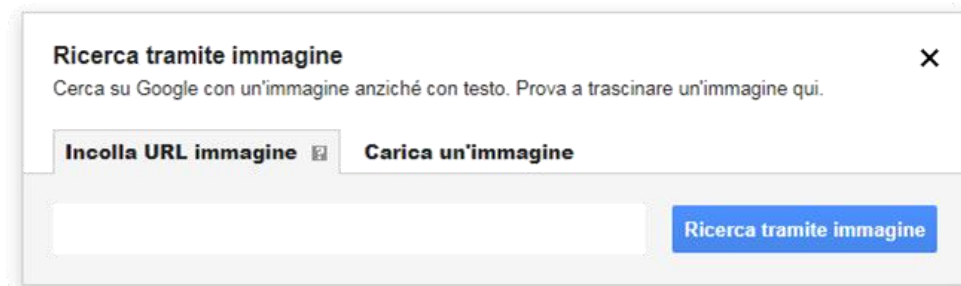 Ricerca tramite immagine
Cerca su Google con un'immagine anziché con testo. Prova a trascinare un'immagine qui.
Incolla URL immagine ? Carica un'immagine
Ricerca tramite immagine